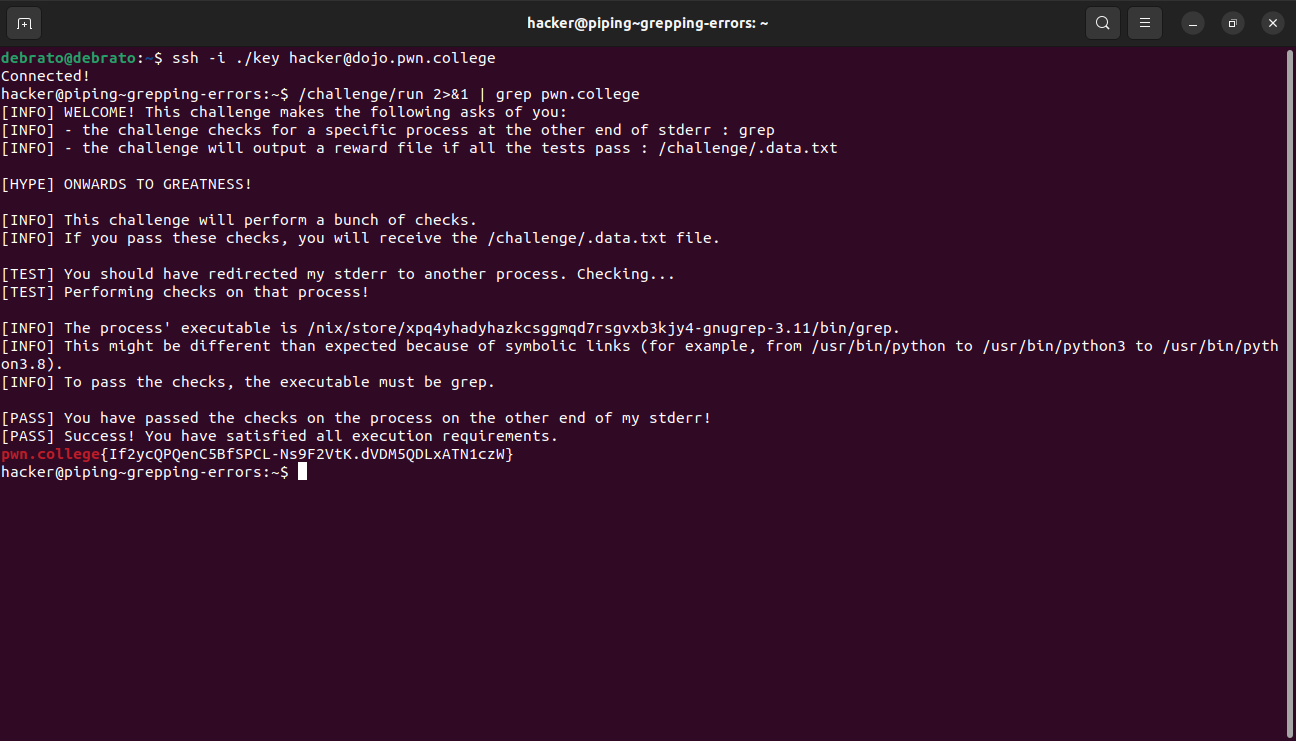 hacker@piping~grepping-errors: ~
debrato@debrato:~$ ssh -i ./key hacker@dojo.pwn.college
Connected!
hacker@piping~grepping-errors:~$ /challenge/run 2>&1 | grep pwn.college
[INFO] WELCOME! This challenge makes the following asks of you:
[INFO] - the challenge checks for a specific process at the other end of stderr : grep
[INFO] - the challenge will output a reward file if all the tests pass : /challenge/.data.txt
[HYPE] ONWARDS TO GREATNESS!
[INFO] This challenge will perform a bunch of checks.
[INFO] If you pass these checks, you will receive the /challenge/.data.txt file.
[TEST] You should have redirected my stderr to another process. Checking...
[TEST] Performing checks on that process!
[INFO] The process' executable is /nix/store/xpq4yhadyhazkcsggmqd7rsgvxb3kjy4-gnugrep-3.11/bin/grep.
[INFO] This might be different than expected because of symbolic links (for example, from /usr/bin/python to /usr/bin/python3 to /usr/bin/pyth
on3.8).
[INFO] To pass the checks, the executable must be grep.
[PASS] You have passed the checks on the process on the other end of my stderr!
[PASS] Success! You have satisfied all execution requirements.
pwn.college{If2ycQPQenC5BfSPCL-Ns9F2VtK.dVDM5QDLxATN1czW}
hacker@piping~grepping-errors:~$